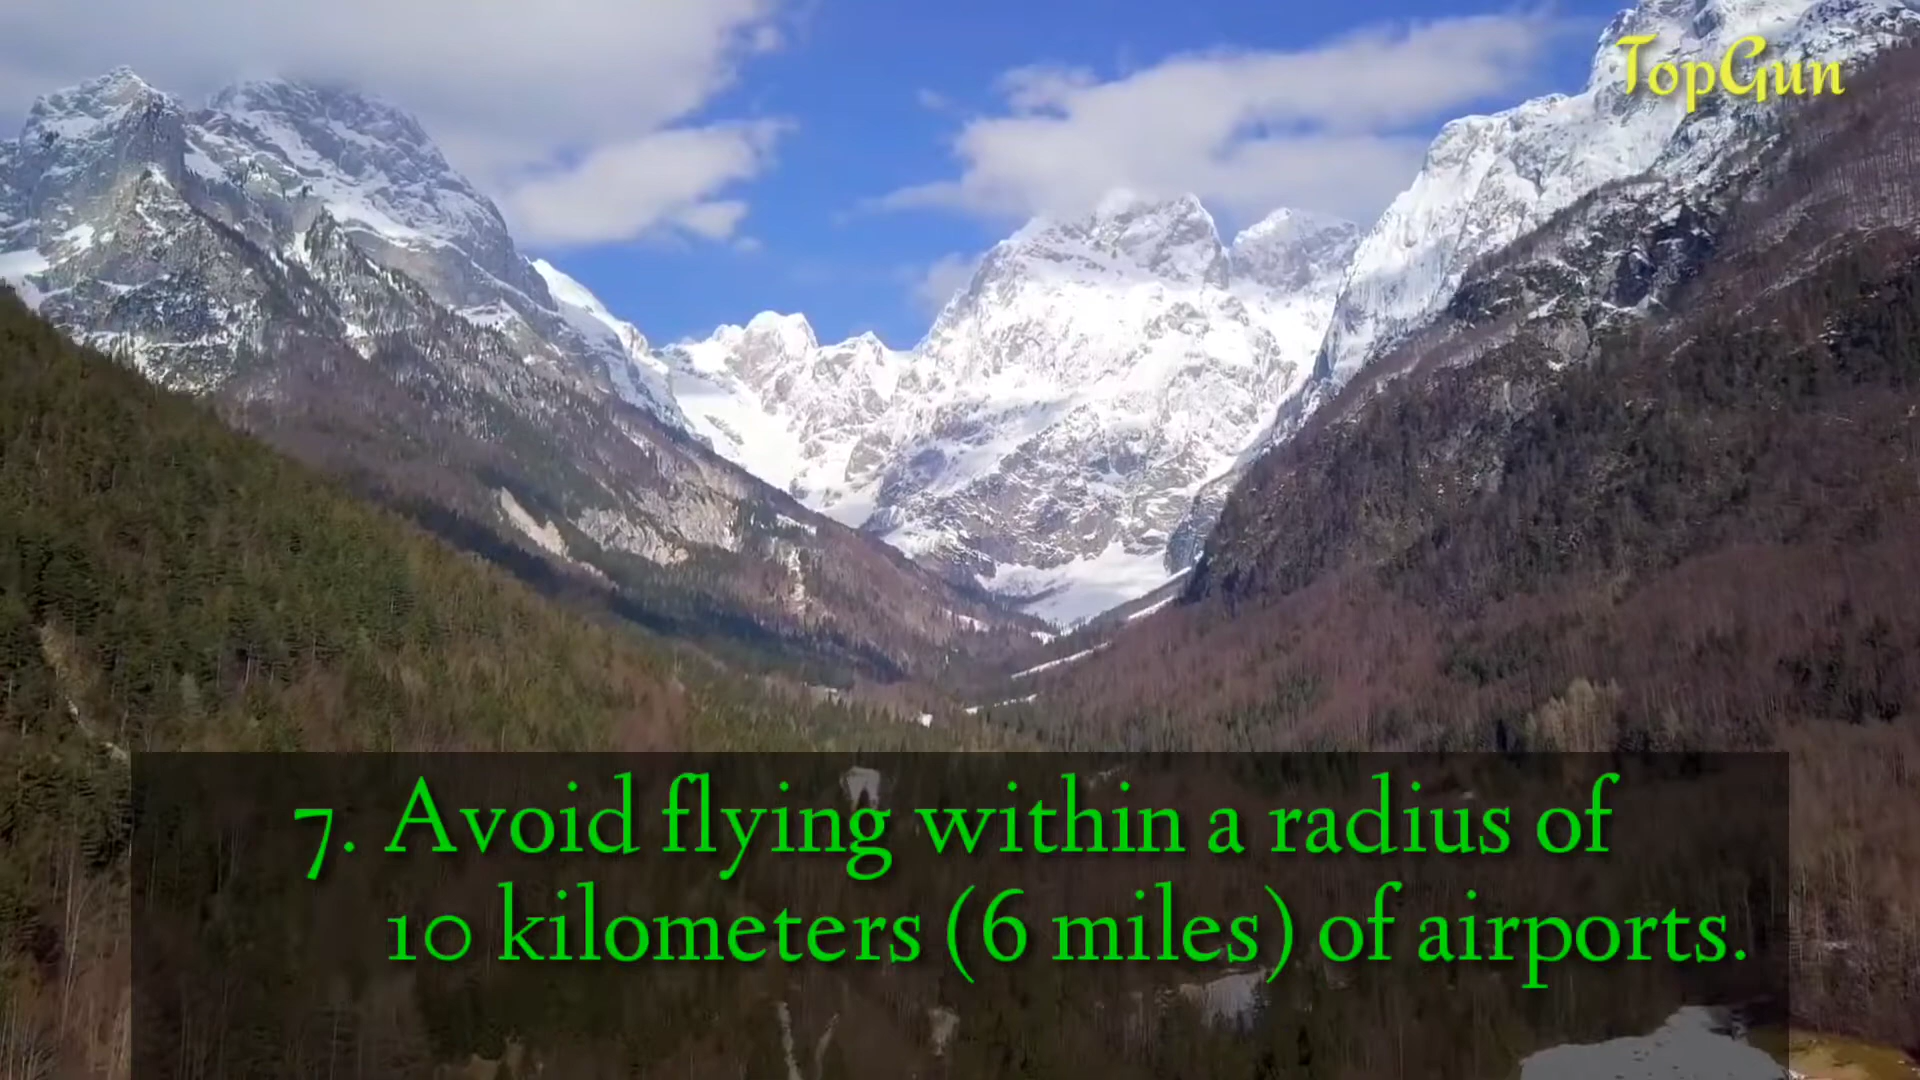 TopGun
7. Avoid flying within a radius of
10 kilometers (6 miles) of airports.